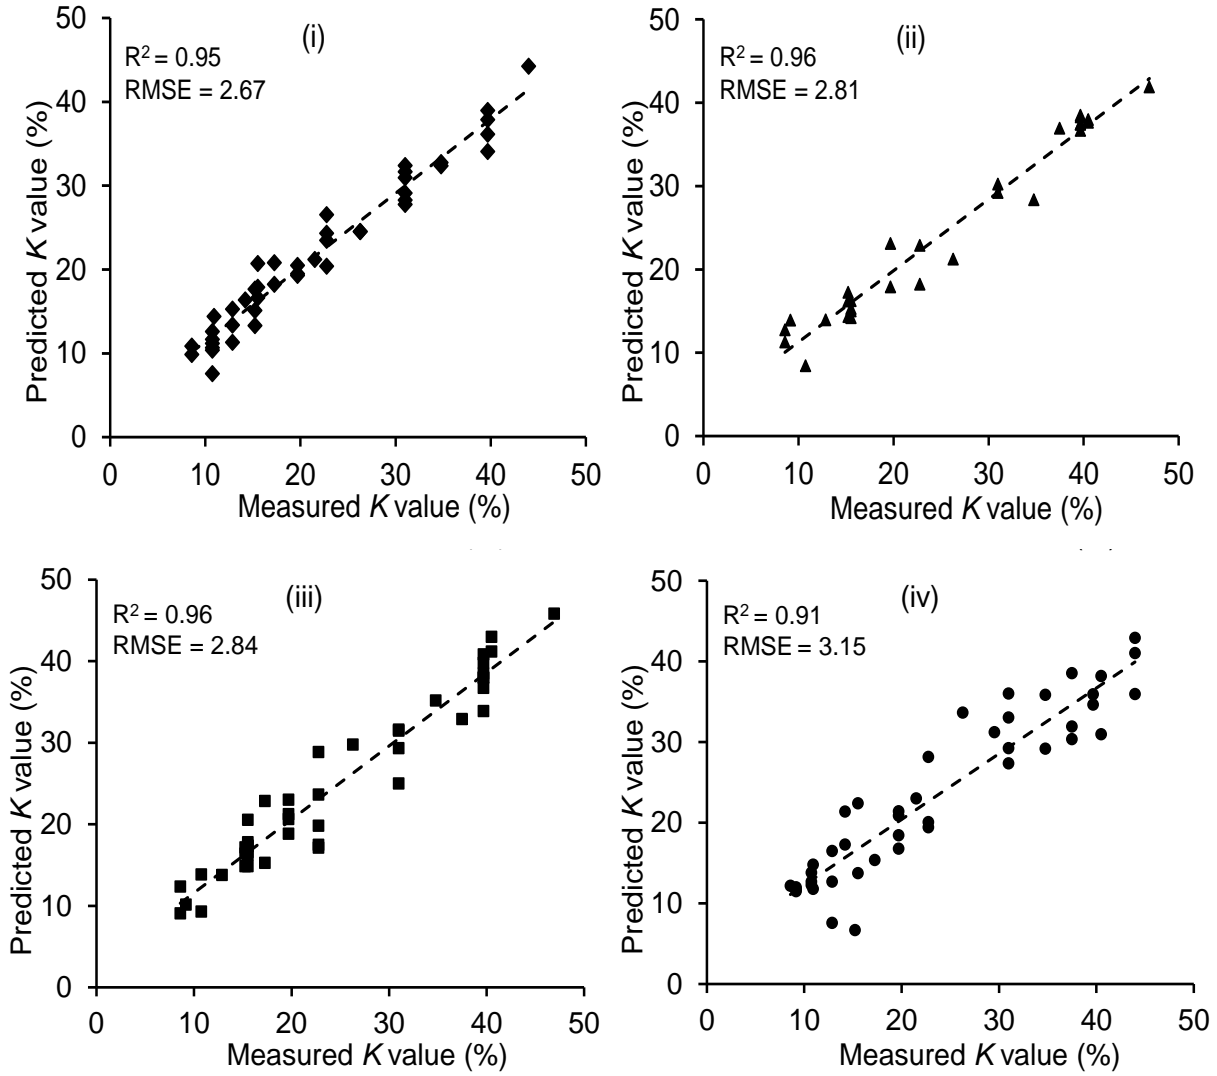 (i)
R² = 0.95
RMSE = 2.67
Predicted K value (%)
50
40
30
20
10
0
0 10 20 30 40 50
Measured K value (%)
(ii)
R² = 0.96
RMSE = 2.81
Predicted K value (%)
50
40
30
20
10
0
0 10 20 30 40 50
Measured K value (%)
(iii)
R² = 0.96
RMSE = 2.84
Predicted K value (%)
50
40
30
20
10
0
0 10 20 30 40 50
Measured K value (%)
(iv)
R² = 0.91
RMSE = 3.15
Predicted K value (%)
50
40
30
20
10
0
0 10 20 30 40 50
Measured K value (%)